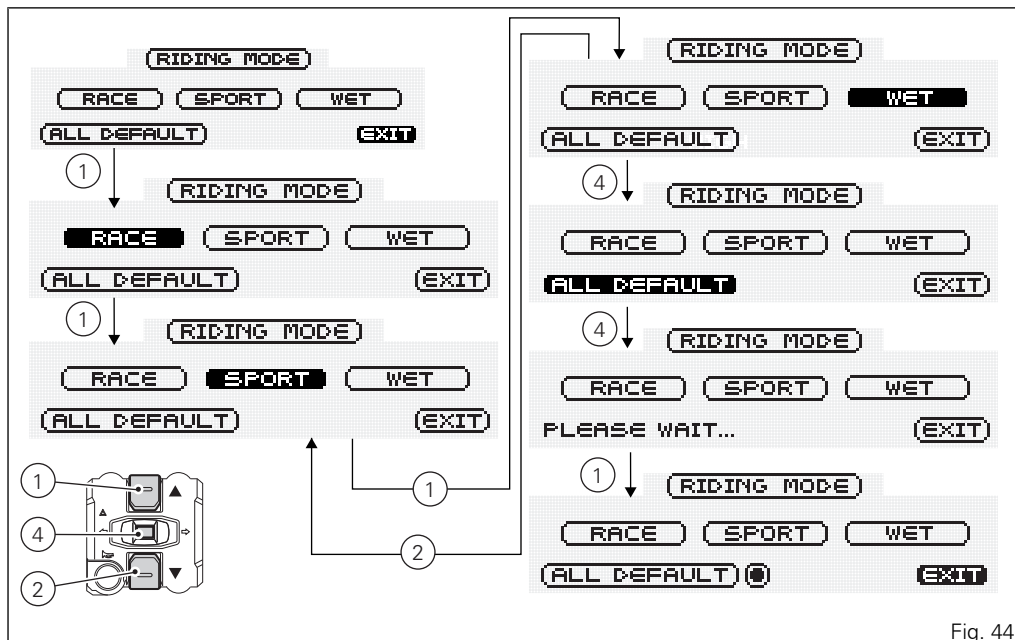 (RIDING MODE)
(RACE) (SPORT) (WET)
(ALL DEFAULT) (EXIT)
1
(RIDING MODE)
(RACE) (SPORT) (WET)
(ALL DEFAULT) (EXIT)
1
(RIDING MODE)
(RACE) (SPORT) (WET)
(ALL DEFAULT) (EXIT)
1
4
2
1
2
(RIDING MODE)
(RACE) (SPORT) (WET)
(ALL DEFAULT) (EXIT)
4
(RIDING MODE)
(RACE) (SPORT) (WET)
(ALL DEFAULT) (EXIT)
4
(RIDING MODE)
(RACE) (SPORT) (WET)
PLEASE WAIT... (EXIT)
1
(RIDING MODE)
(RACE) (SPORT) (WET)
(ALL DEFAULT) (EXIT)
Fig. 44